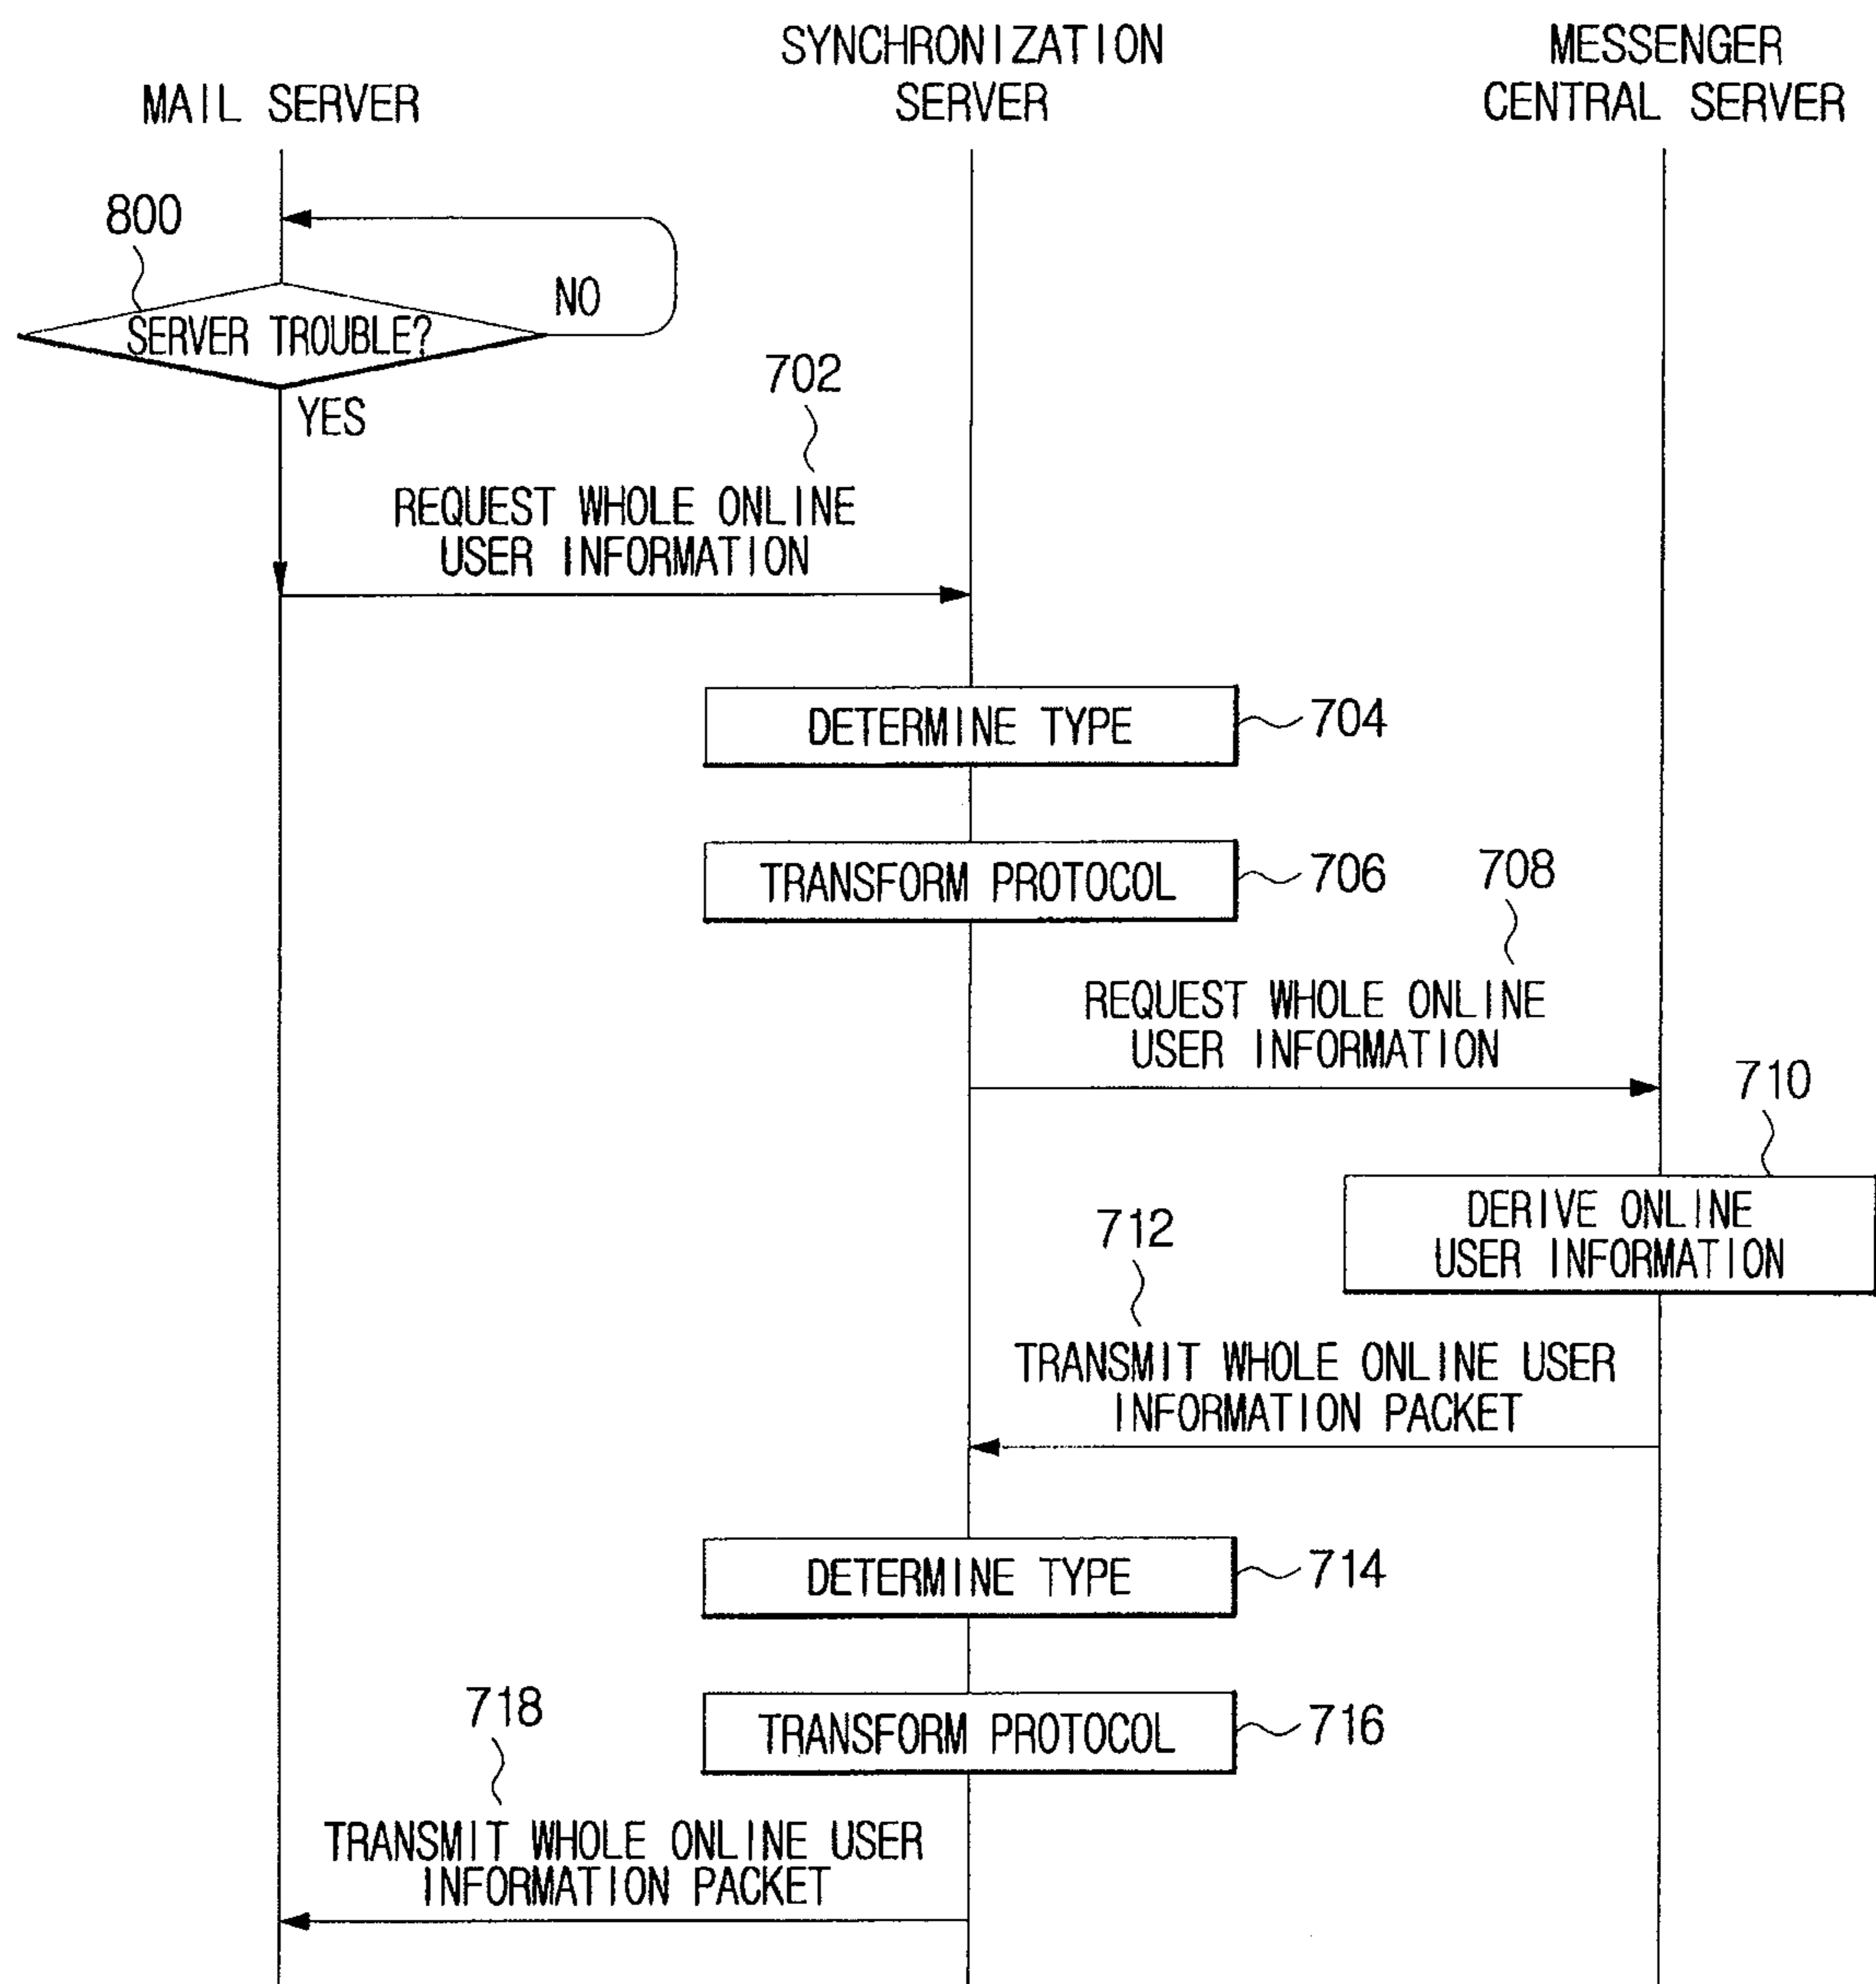 SYNCHRONIZATION
SERVER
MESSENGER
CENTRAL SERVER
MAIL SERVER
800
NO
SERVER TROUBLE?
YES
702
REQUEST WHOLE ONLINE
USER INFORMATION
DETERMINE TYPE
704
TRANSFORM PROTOCOL
706
708
REQUEST WHOLE ONLINE
USER INFORMATION
710
DERIVE ONLINE
USER INFORMATION
712
TRANSMIT WHOLE ONLINE USER
INFORMATION PACKET
DETERMINE TYPE
714
TRANSFORM PROTOCOL
716
718
TRANSMIT WHOLE ONLINE USER
INFORMATION PACKET